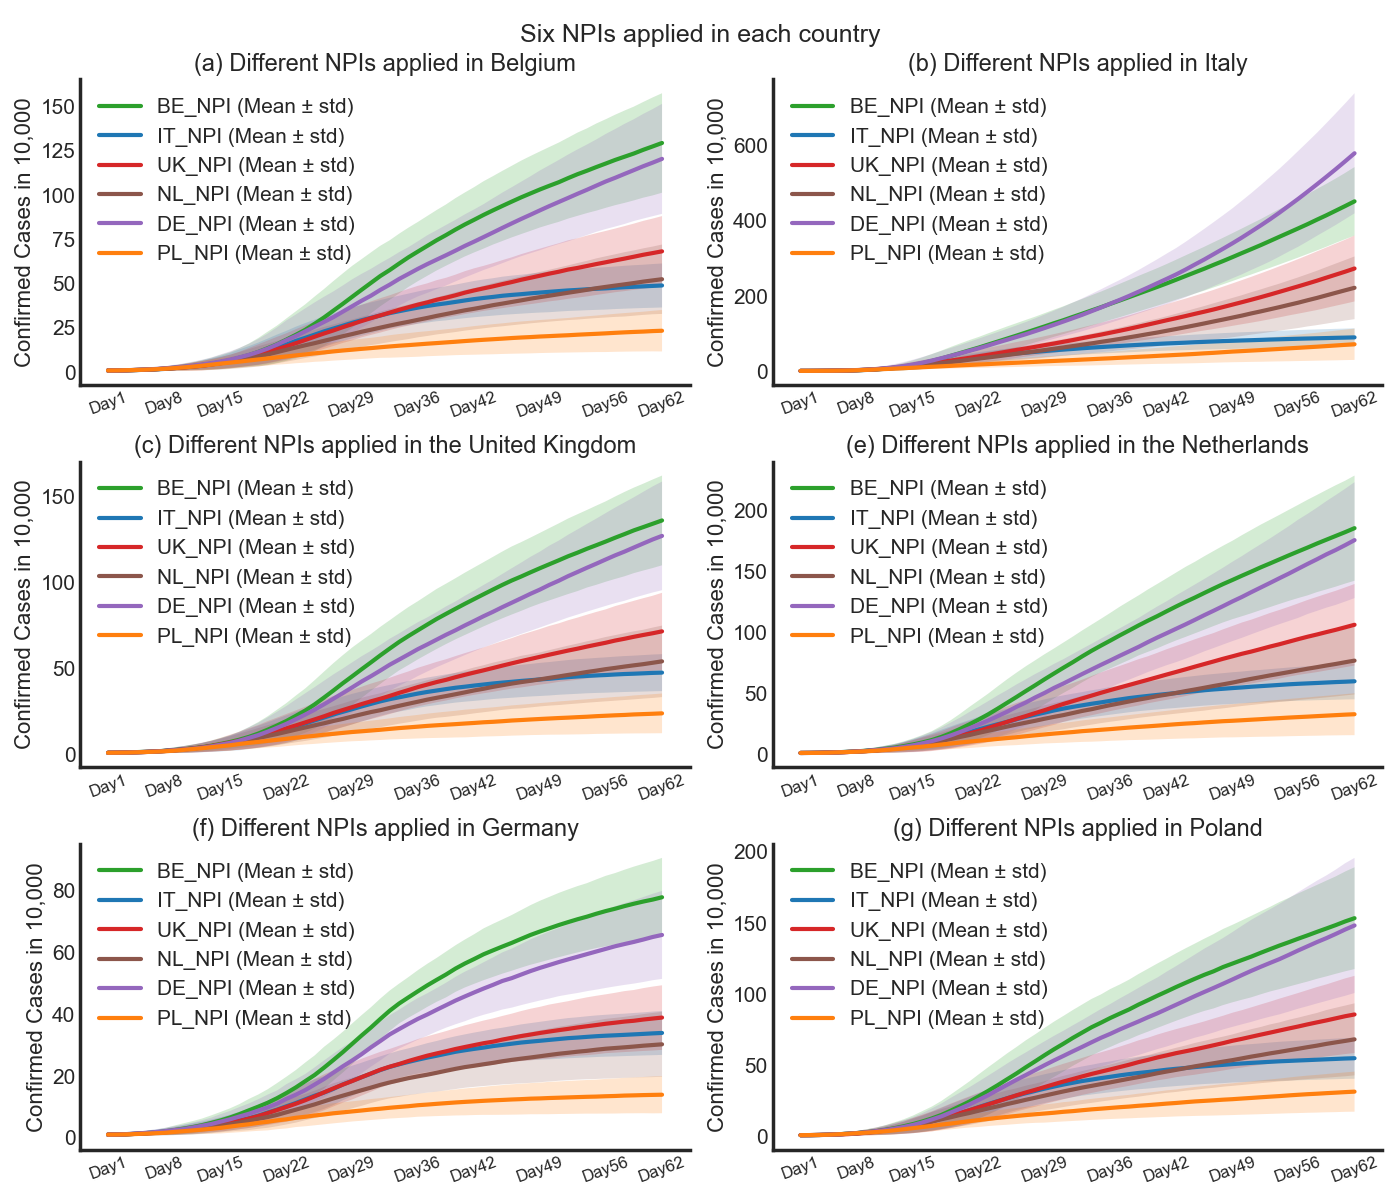 Six NPIs applied in each country
(a) Different NPIs applied in Belgium
Confirmed Cases in 10,000
150
125
100
75
50
25
0
BE_NPI (Mean ± std)
IT_NPI (Mean ± std)
UK_NPI (Mean ± std)
NL_NPI (Mean ± std)
DE_NPI (Mean ± std)
PL_NPI (Mean ± std)
Day1 Day8 Day15 Day22 Day29 Day36 Day42 Day49 Day56 Day62
(b) Different NPIs applied in Italy
Confirmed Cases in 10,000
600
400
200
0
BE_NPI (Mean ± std)
IT_NPI (Mean ± std)
UK_NPI (Mean ± std)
NL_NPI (Mean ± std)
DE_NPI (Mean ± std)
PL_NPI (Mean ± std)
Day1 Day8 Day15 Day22 Day29 Day36 Day42 Day49 Day56 Day62
(c) Different NPIs applied in the United Kingdom
Confirmed Cases in 10,000
150
100
50
0
BE_NPI (Mean ± std)
IT_NPI (Mean ± std)
UK_NPI (Mean ± std)
NL_NPI (Mean ± std)
DE_NPI (Mean ± std)
PL_NPI (Mean ± std)
Day1 Day8 Day15 Day22 Day29 Day36 Day42 Day49 Day56 Day62
(e) Different NPIs applied in the Netherlands
Confirmed Cases in 10,000
200
150
100
50
0
BE_NPI (Mean ± std)
IT_NPI (Mean ± std)
UK_NPI (Mean ± std)
NL_NPI (Mean ± std)
DE_NPI (Mean ± std)
PL_NPI (Mean ± std)
Day1 Day8 Day15 Day22 Day29 Day36 Day42 Day49 Day56 Day62
(f) Different NPIs applied in Germany
Confirmed Cases in 10,000
80
60
40
20
0
BE_NPI (Mean ± std)
IT_NPI (Mean ± std)
UK_NPI (Mean ± std)
NL_NPI (Mean ± std)
DE_NPI (Mean ± std)
PL_NPI (Mean ± std)
Day1 Day8 Day15 Day22 Day29 Day36 Day42 Day49 Day56 Day62
(g) Different NPIs applied in Poland
Confirmed Cases in 10,000
200
150
100
50
0
BE_NPI (Mean ± std)
IT_NPI (Mean ± std)
UK_NPI (Mean ± std)
NL_NPI (Mean ± std)
DE_NPI (Mean ± std)
PL_NPI (Mean ± std)
Day1 Day8 Day15 Day22 Day29 Day36 Day42 Day49 Day56 Day62